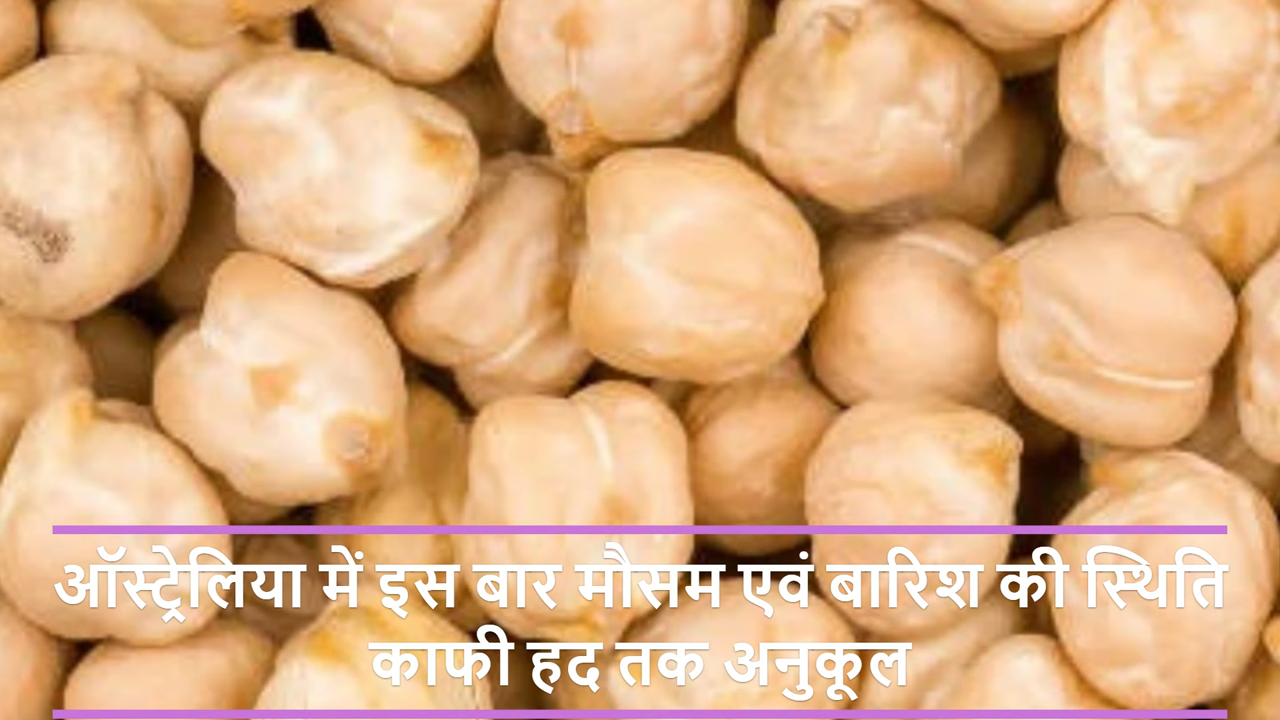 ऑस्ट्रेलिया में इस बार मौसम एवं बारिश की स्थिति
काफी हद तक अनुकूल